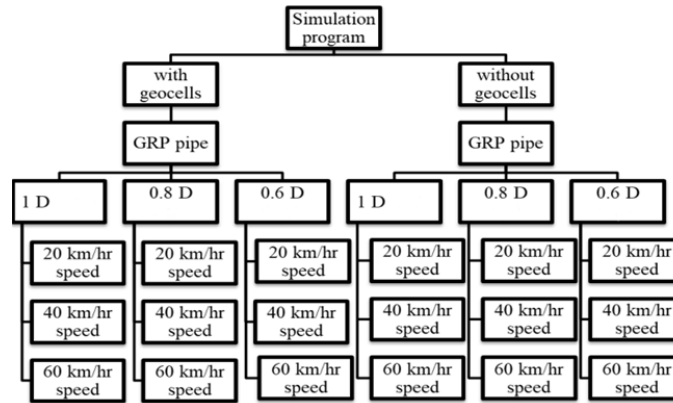 Simulation
program
with
geocells
without
geocells
GRP pipe
GRP pipe
1 D
0.8 D
0.6 D
1 D
0.8 D
0.6 D
20 km/hr
speed
20 km/hr
speed
20 km/hr
speed
20 km/hr
speed
20 km/hr
speed
20 km/hr
speed
40 km/hr
speed
40 km/hr
speed
40 km/hr
speed
40 km/hr
speed
40 km/hr
speed
40 km/hr
speed
60 km/hr
speed
60 km/hr
speed
60 km/hr
speed
60 km/hr
speed
60 km/hr
speed
60 km/hr
speed